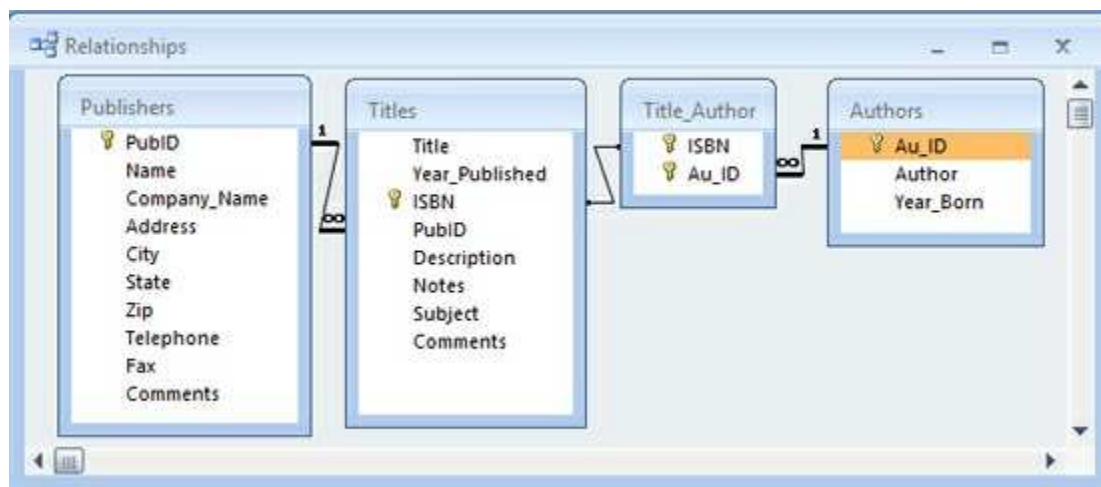 Relationships
Publishers
PubID
Name
Company_Name
Address
City
State
Zip
Telephone
Fax
Comments
1
∞
Titles
Title
Year_Published
ISBN
PubID
Description
Notes
Subject
Comments
Title_Author
ISBN
Au_ID
∞
1
Authors
Au_ID
Author
Year_Born